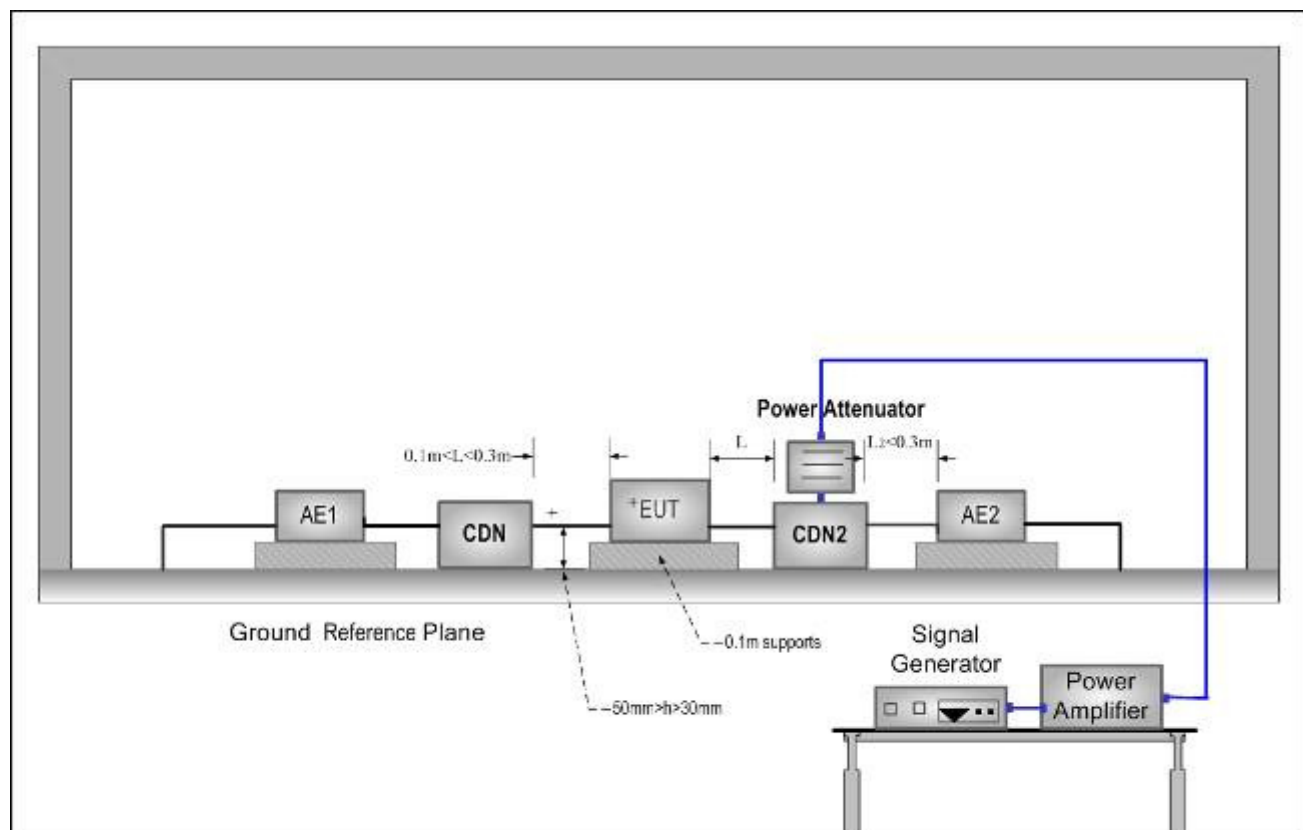 Power Attenuator
0.1m<L<0.3m
L
L2<0.3m
AE1
CDN
+
+EUT
CDN2
AE2
Ground Reference Plane
0.1m supports
50mm>h>30mm
Signal
Generator
Power
Amplifier